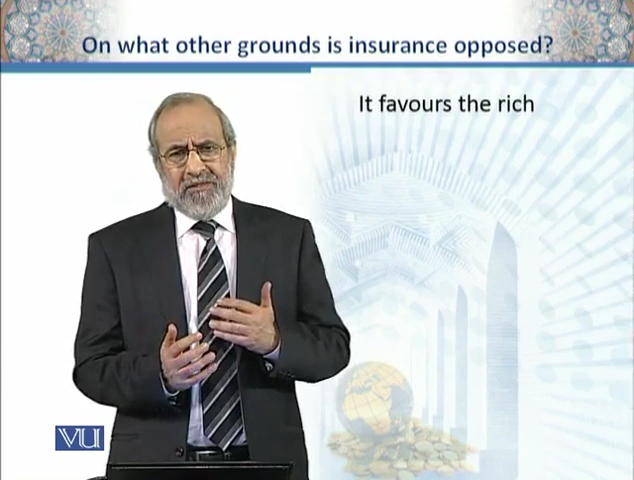 On what other grounds is insurance opposed?
It favours the rich
VU